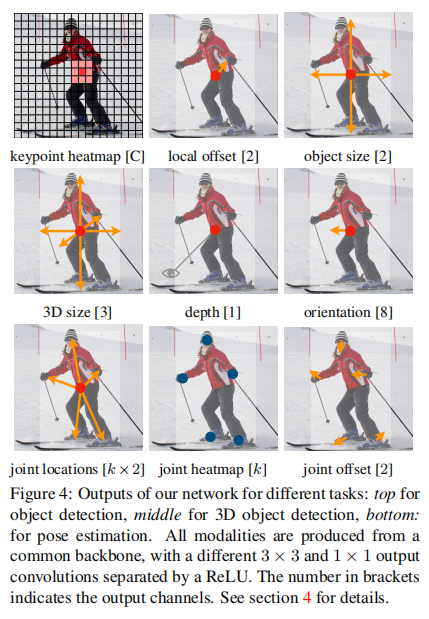 keypoint heatmap [C] local offset [2] object size [2]
3D size [3] depth [1] orientation [8]
joint locations [k × 2] joint heatmap [k] joint offset [2]
Figure 4: Outputs of our network for different tasks: top for
object detection, middle for 3D object detection, bottom:
for pose estimation. All modalities are produced from a
common backbone, with a different 3 × 3 and 1 × 1 output
convolutions separated by a ReLU. The number in brackets
indicates the output channels. See section 4 for details.